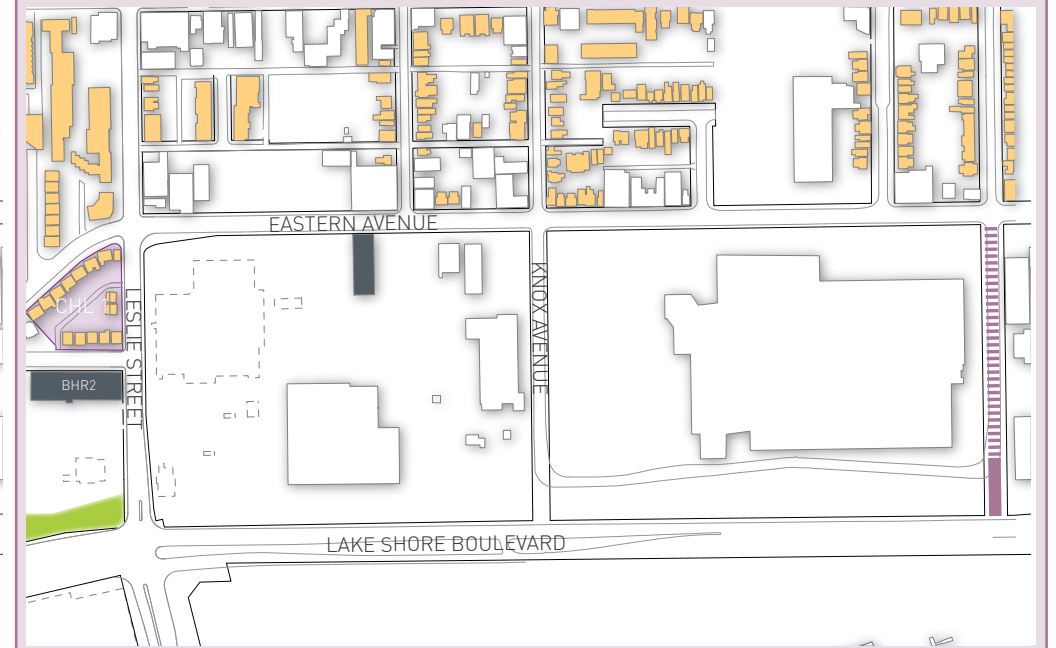 EASTERN AVENUE
KNOX AVENUE
LESLIE STREET
CHL 1
BHR2
LAKE SHORE BOULEVARD